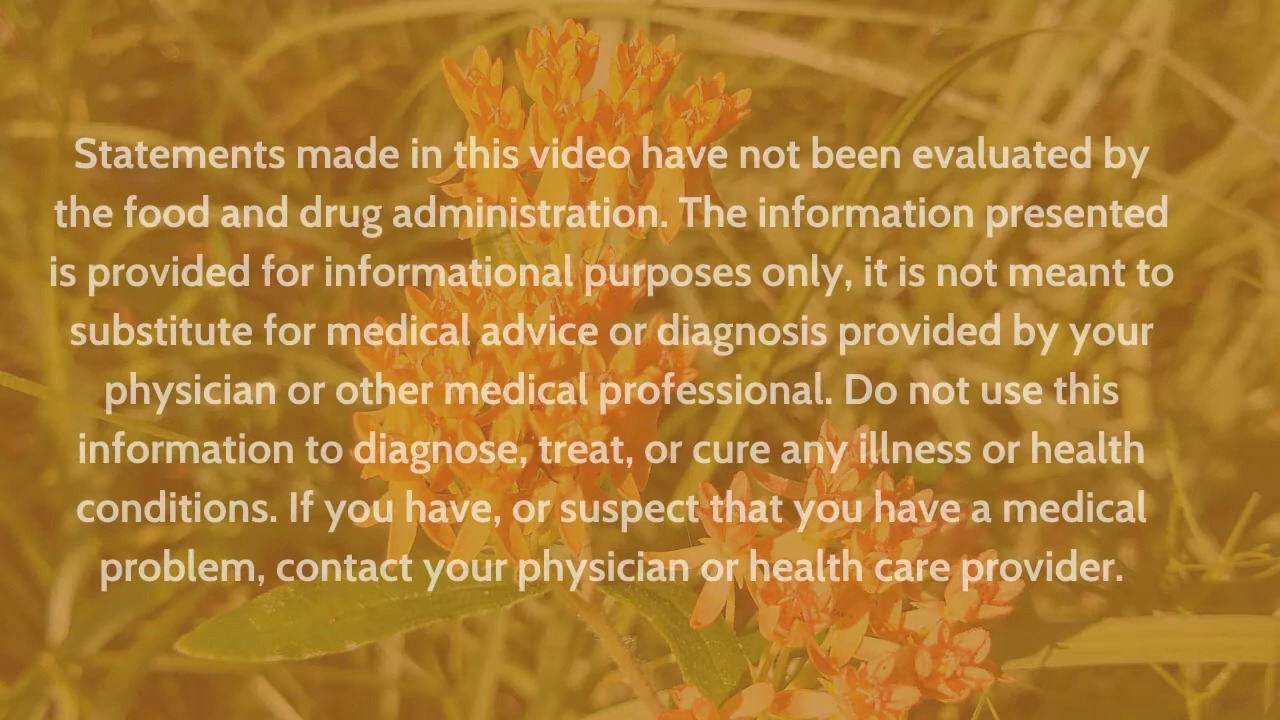 Statements made in this video have not been evaluated by
the food and drug administration. The information presented
is provided for informational purposes only, it is not meant to
substitute for medical advice or diagnosis provided by your
physician or other medical professional. Do not use this
information to diagnose, treat, or cure any illness or health
conditions. If you have, or suspect that you have a medical
problem, contact your physician or health care provider.